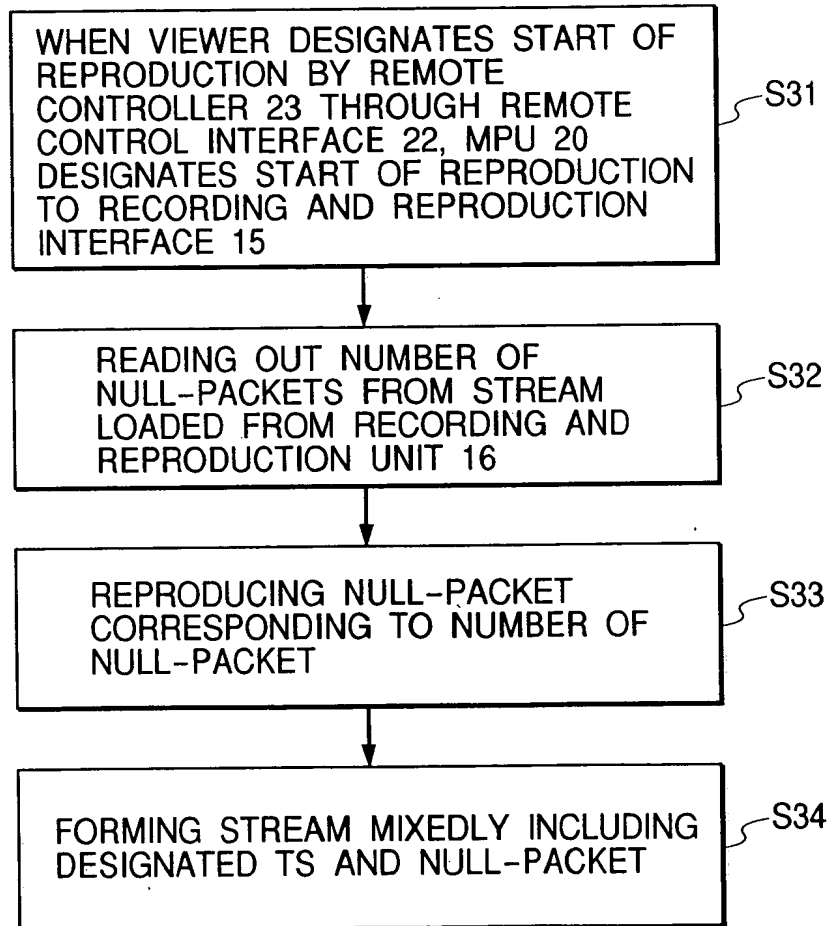 WHEN VIEWER DESIGNATES START OF
REPRODUCTION BY REMOTE
CONTROLLER 23 THROUGH REMOTE
CONTROL INTERFACE 22, MPU 20
DESIGNATES START OF REPRODUCTION
TO RECORDING AND REPRODUCTION
INTERFACE 15
S31
READING OUT NUMBER OF
NULL-PACKETS FROM STREAM
LOADED FROM RECORDING AND
REPRODUCTION UNIT 16
S32
REPRODUCING NULL-PACKET
CORRESPONDING TO NUMBER OF
NULL-PACKET
S33
FORMING STREAM MIXEDLY INCLUDING
DESIGNATED TS AND NULL-PACKET
S34